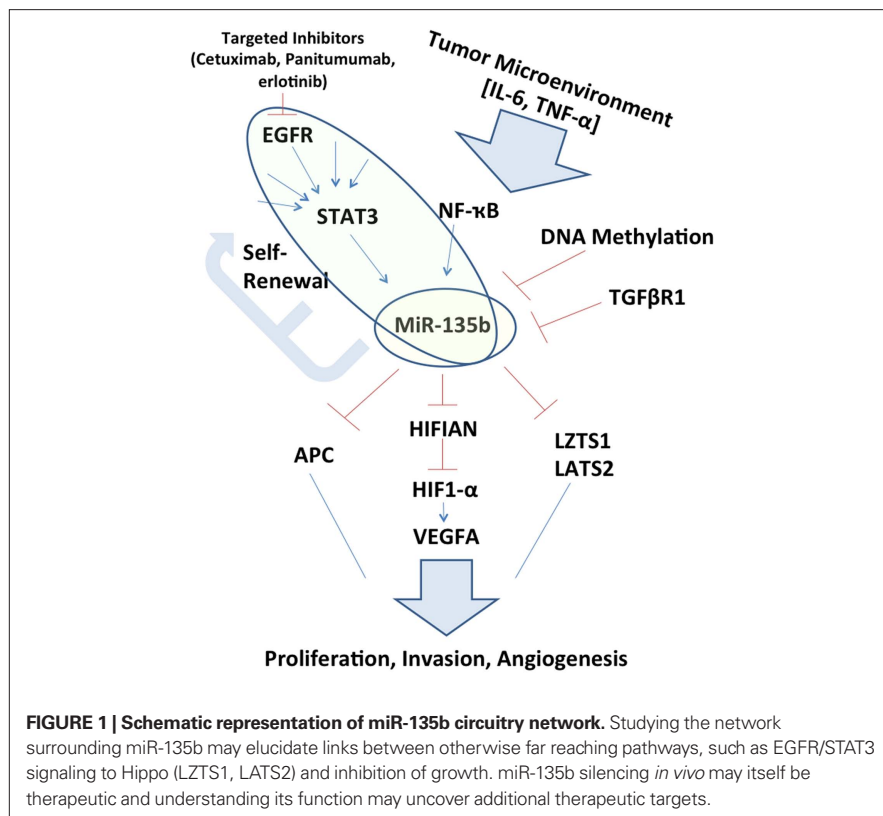 Targeted Inhibitors
(Cetuximab, Panitumumab,
erlotinib)
Tumor Microenvironment
[IL-6, TNF-α]
EGFR
STAT3
NF-κB
Self-
Renewal
DNA Methylation
TGFβR1
MiR-135b
APC
HIFIAN
LZTS1
LATS2
HIF1-α
VEGFA
Proliferation, Invasion, Angiogenesis
FIGURE 1 | Schematic representation of miR-135b circuitry network. Studying the network
surrounding miR-135b may elucidate links between otherwise far reaching pathways, such as EGFR/STAT3
signaling to Hippo (LZTS1, LATS2) and inhibition of growth. miR-135b silencing in vivo may itself be
therapeutic and understanding its function may uncover additional therapeutic targets.